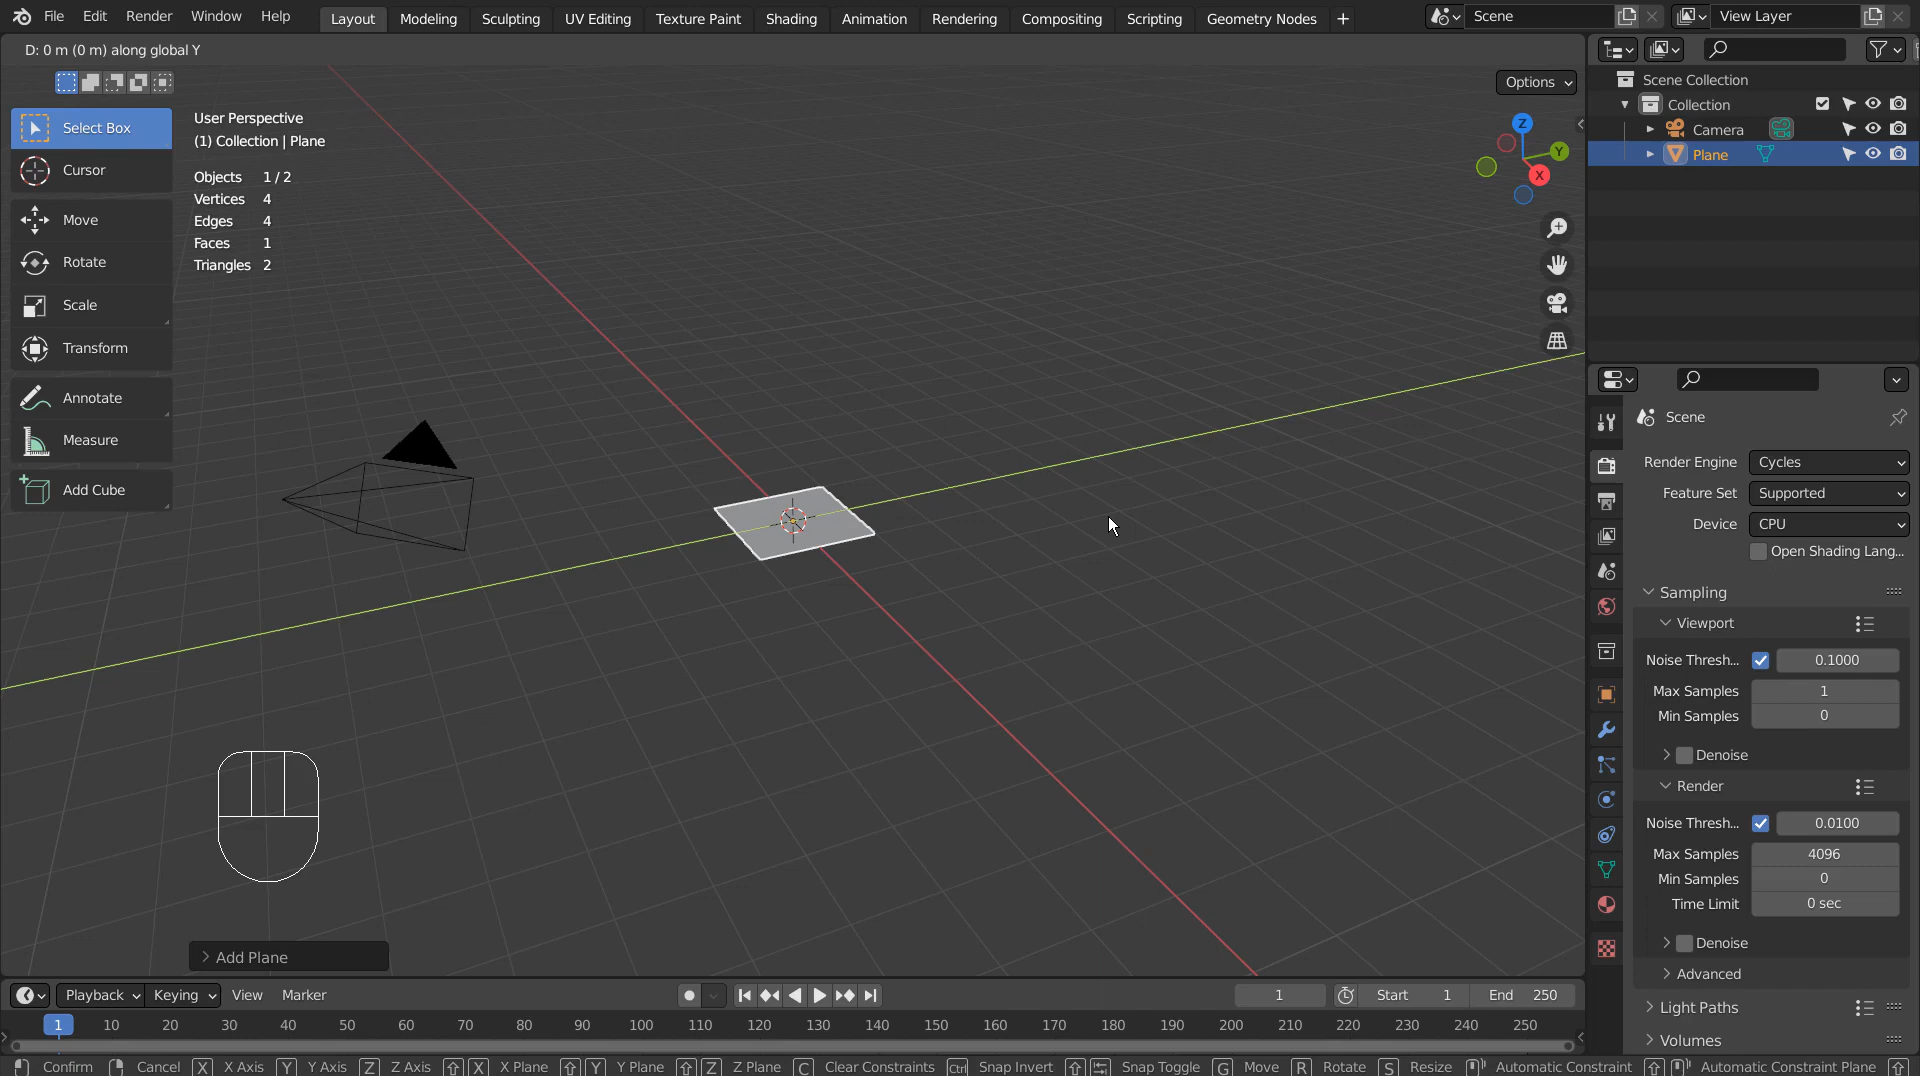 File Edit Render Window Help Layout Modeling Sculpting UV Editing Texture Paint Shading Animation Rendering Compositing Scripting Geometry Nodes + Scene View Layer
D: 0 m (0 m) along global Y
Options
User Perspective
(1) Collection | Plane
Objects 1 / 2
Vertices 4
Edges 4
Faces 1
Triangles 2
Select Box
Cursor
Move
Rotate
Scale
Transform
Annotate
Measure
Add Cube
Z
Y
X
Add Plane
Scene Collection
Collection
Camera
Plane
Scene
Render Engine Cycles
Feature Set Supported
Device CPU
Open Shading Lang...
Sampling
Viewport
Noise Thresh... 0.1000
Max Samples 1
Min Samples 0
Denoise
Render
Noise Thresh... 0.0100
Max Samples 4096
Min Samples 0
Time Limit 0 sec
Denoise
Advanced
Light Paths
Volumes
Playback Keying View Marker 1 Start 1 End 250
1 10 20 30 40 50 60 70 80 90 100 110 120 130 140 150 160 170 180 190 200 210 220 230 240 250
Confirm Cancel X X Axis Y Y Axis Z Z Axis X X Plane Y Y Plane Z Z Plane C Clear Constraints Ctrl Snap Invert Snap Toggle G Move R Rotate S Resize Automatic Constraint Automatic Constraint Plane